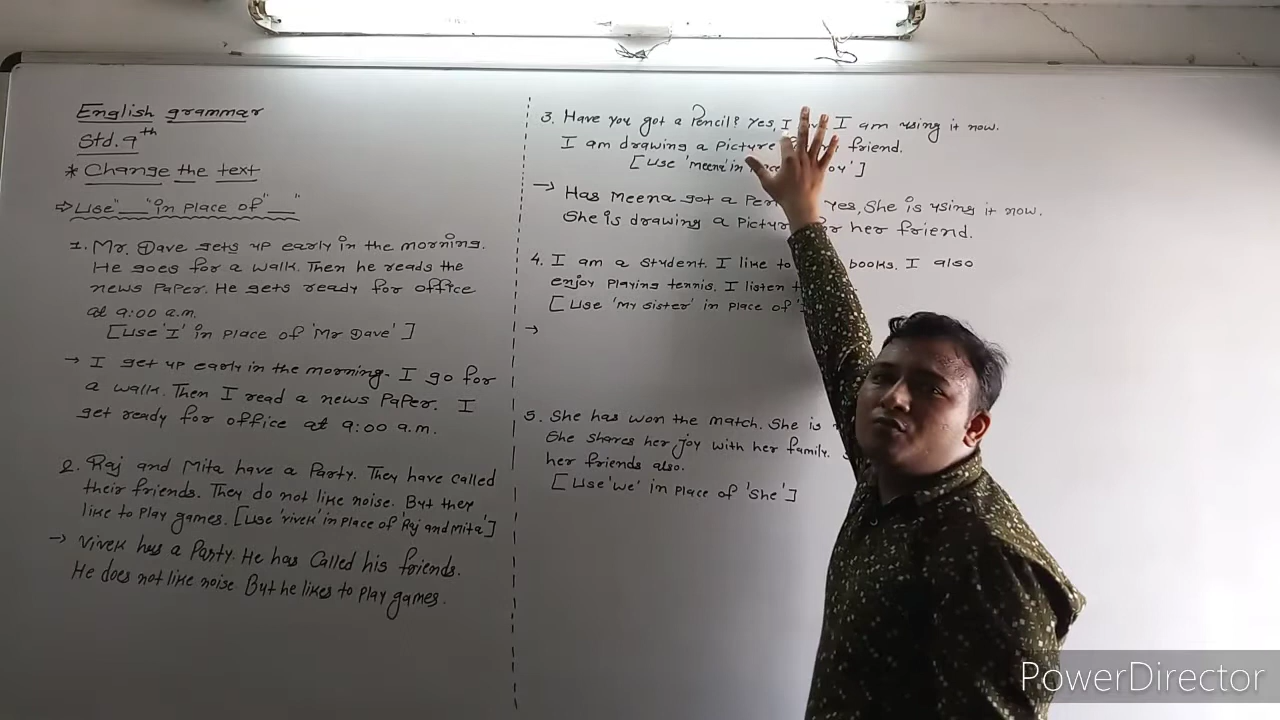 English grammar
Std. 9th
* Change the text
⇒ Use "___" in place of "___"
1. Mr. Dave gets up early in the morning.
He goes for a walk. Then he reads the
news Paper. He gets ready for office
at 9:00 a.m.
[Use 'I' in place of 'Mr Dave']
→ I get up early in the morning. I go for
a walk. Then I read a news Paper. I
get ready for office at 9:00 a.m.
2. Raj and Mita have a Party. They have called
their friends. They do not like noise. But they
like to play games. [Use 'vivek' in place of 'Raj and Mita']
→ vivek has a Party. He has Called his friends.
He does not like noise But he likes to play games.
3. Have you got a Pencil? Yes, I I am using it now.
I am drawing a Picture friend.
[Use 'meena' in
→ Has meena got a Yes, She is using it now.
She is drawing a Picture her friend.
4. I am a student. I like to books. I also
enjoy playing tennis. I listen
[Use 'my sister' in place of
→
5. She has won the match. She is
She shares her joy with her family.
her friends also.
[Use 'we' in place of 'She']
PowerDirector